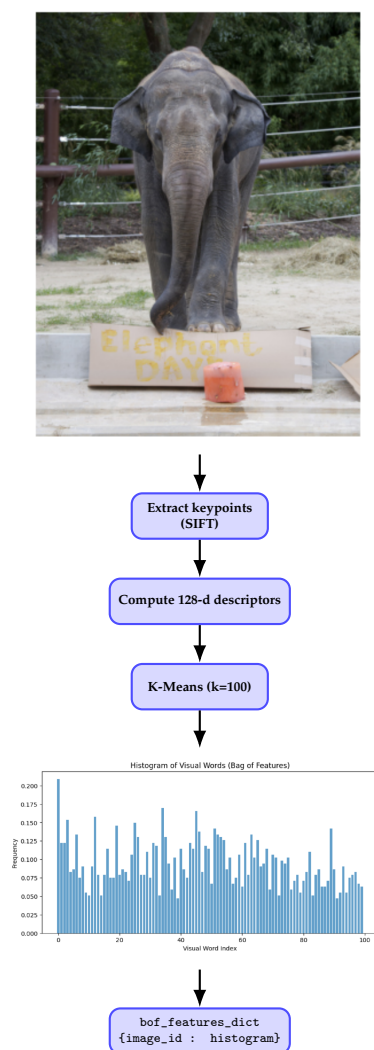 Elephant
DAY!
Extract keypoints
(SIFT)
Compute 128-d descriptors
K-Means (k=100)
Histogram of Visual Words (Bag of Features)
Frequency
0.200
0.175
0.150
0.125
0.100
0.075
0.050
0.025
0.000
0 20 40 60 80 100
Visual Word Index
bof_features_dict
{image_id : histogram}